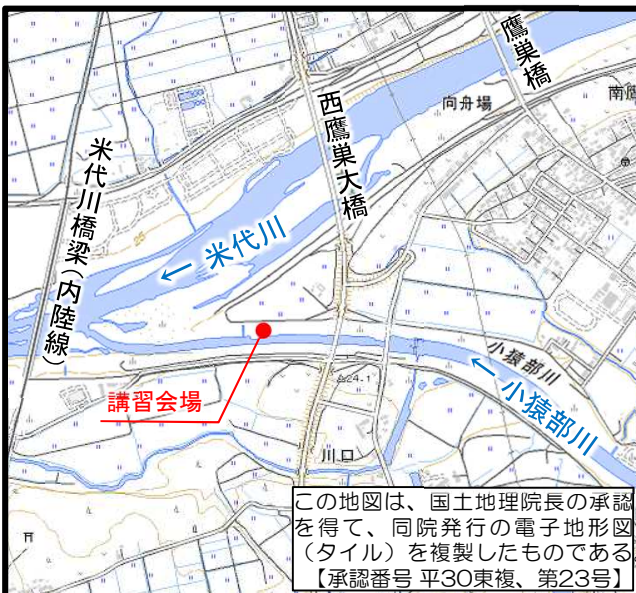 鷹巣橋
向舟場
南鷹
西鷹巣大橋
米代川橋梁(内陸線)
25
← 米代川
小猿部川
← 小猿部川
講習会場
24.1
川口
この地図は、国土地理院長の承認
を得て、同院発行の電子地形図
(タイル)を複製したものである
【承認番号 平30東複、第23号】